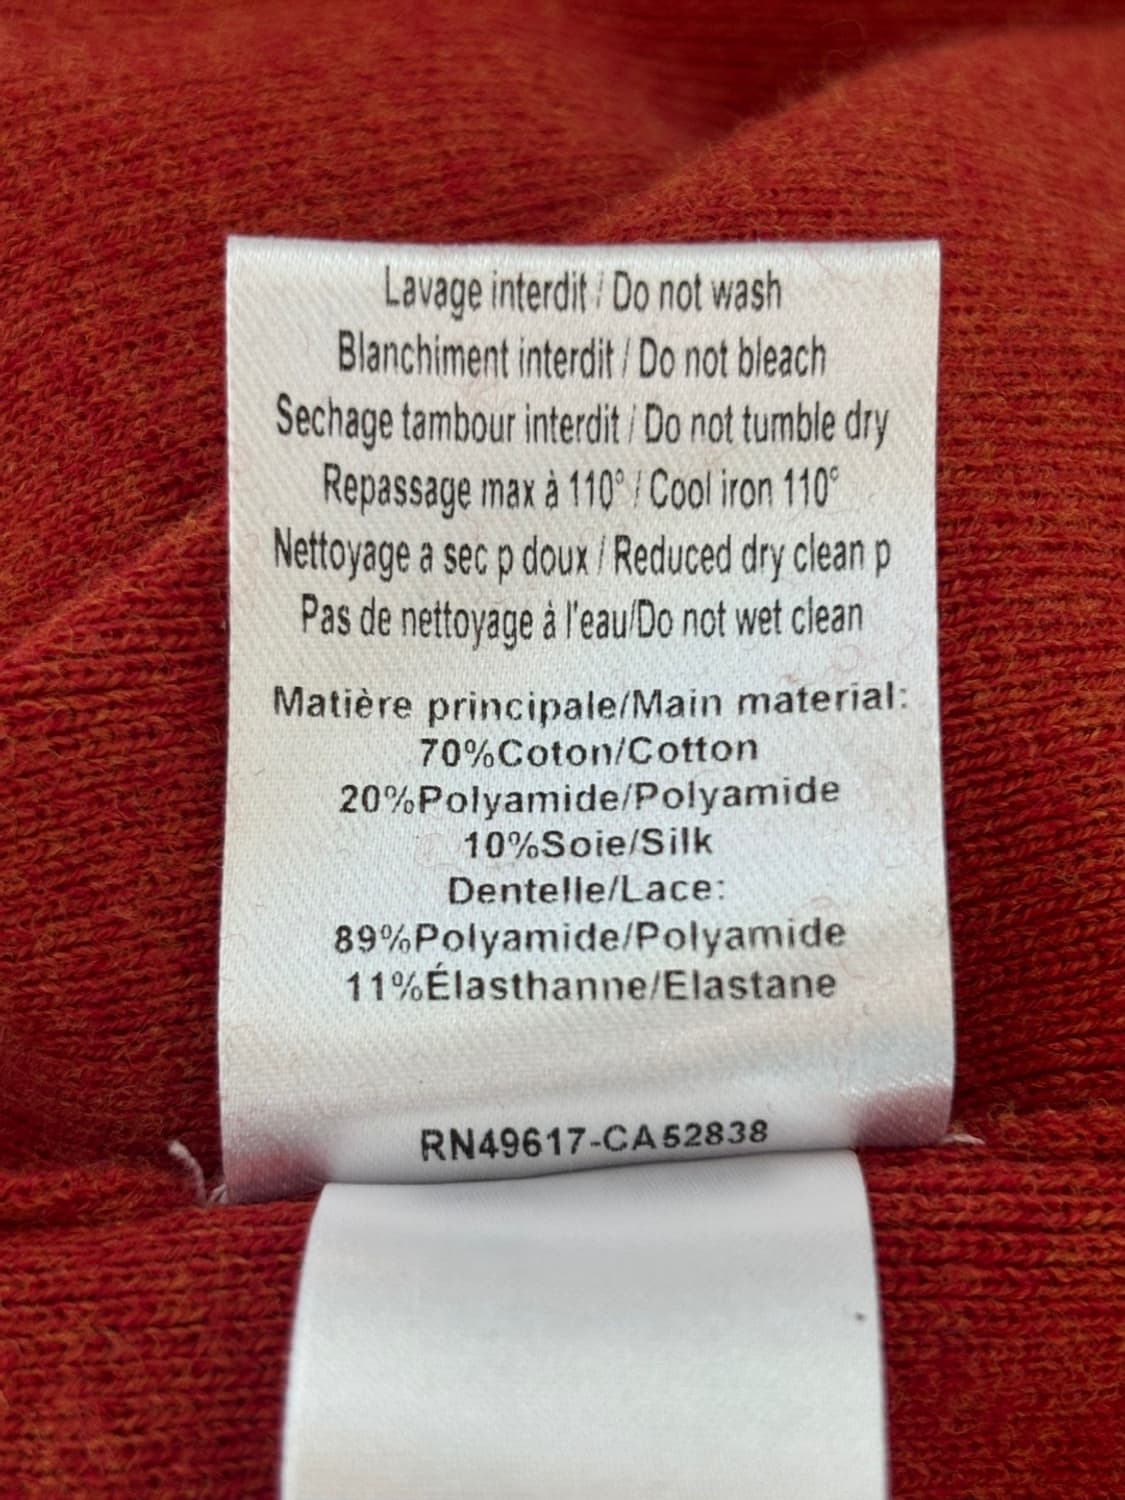 Lavage interdit / Do not wash
Blanchiment interdit / Do not bleach
Sechage tambour interdit / Do not tumble dry
Repassage max à 110° / Cool iron 110°
Nettoyage a sec p doux / Reduced dry clean p
Pas de nettoyage à l'eau/Do not wet clean
Matière principale/Main material:
70%Coton/Cotton
20%Polyamide/Polyamide
10%Soie/Silk
Dentelle/Lace:
89%Polyamide/Polyamide
11%Élasthanne/Elastane
RN49617-CA52838